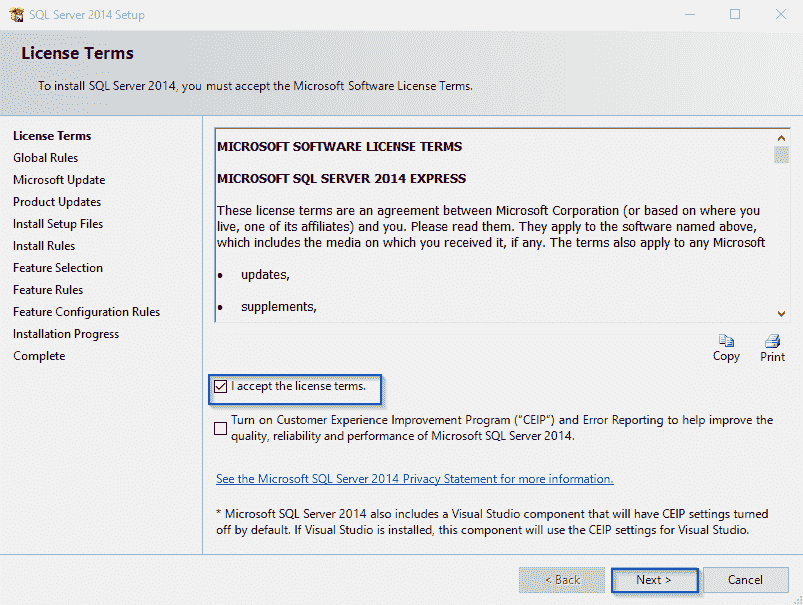 SQL Server 2014 Setup
License Terms
To install SQL Server 2014, you must accept the Microsoft Software License Terms.
License Terms
Global Rules
Microsoft Update
Product Updates
Install Setup Files
Install Rules
Feature Selection
Feature Rules
Feature Configuration Rules
Installation Progress
Complete
MICROSOFT SOFTWARE LICENSE TERMS
MICROSOFT SQL SERVER 2014 EXPRESS
These license terms are an agreement between Microsoft Corporation (or based on where you
live, one of its affiliates) and you. Please read them. They apply to the software named above,
which includes the media on which you received it, if any. The terms also apply to any Microsoft
• updates,
• supplements,
Copy
Print
I accept the license terms.
Turn on Customer Experience Improvement Program ("CEIP") and Error Reporting to help improve the
quality, reliability and performance of Microsoft SQL Server 2014.
See the Microsoft SQL Server 2014 Privacy Statement for more information.
* Microsoft SQL Server 2014 also includes a Visual Studio component that will have CEIP settings turned
off by default. If Visual Studio is installed, this component will use the CEIP settings for Visual Studio.
< Back
Next >
Cancel